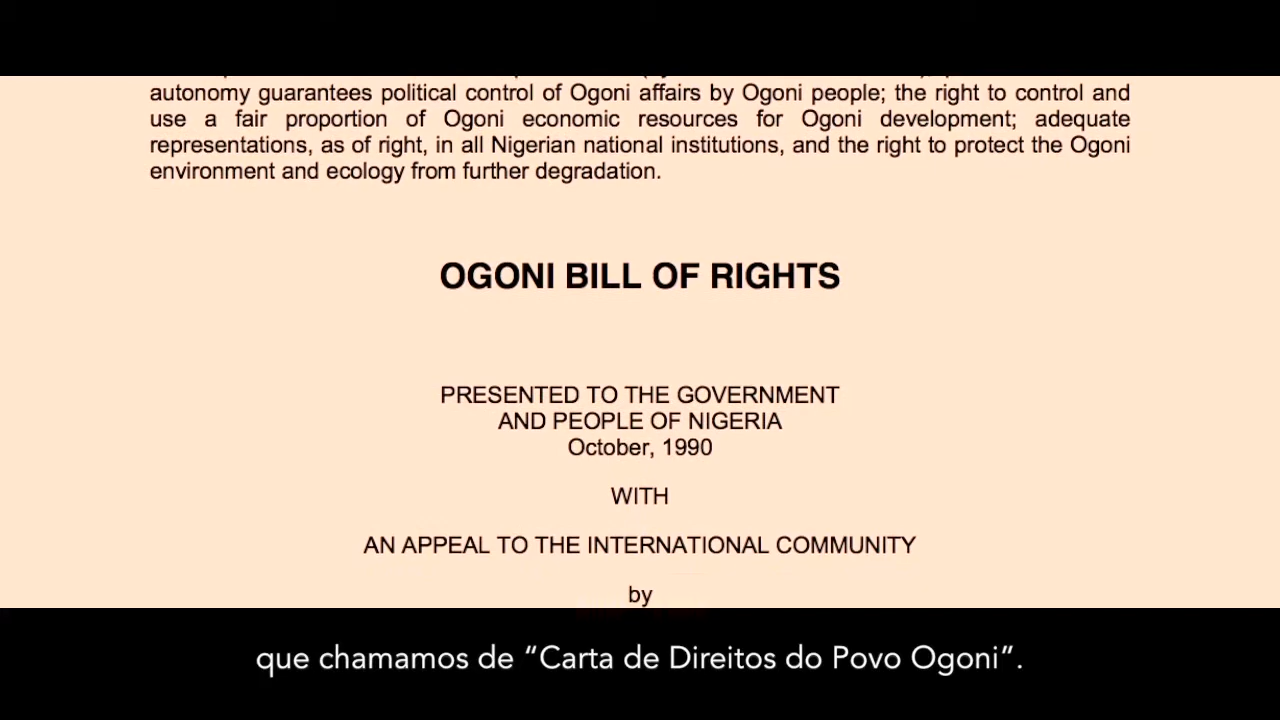 autonomy guarantees political control of Ogoni affairs by Ogoni people; the right to control and
use a fair proportion of Ogoni economic resources for Ogoni development; adequate
representations, as of right, in all Nigerian national institutions, and the right to protect the Ogoni
environment and ecology from further degradation.
OGONI BILL OF RIGHTS
PRESENTED TO THE GOVERNMENT
AND PEOPLE OF NIGERIA
October, 1990
WITH
AN APPEAL TO THE INTERNATIONAL COMMUNITY
by
que chamamos de “Carta de Direitos do Povo Ogoni”.